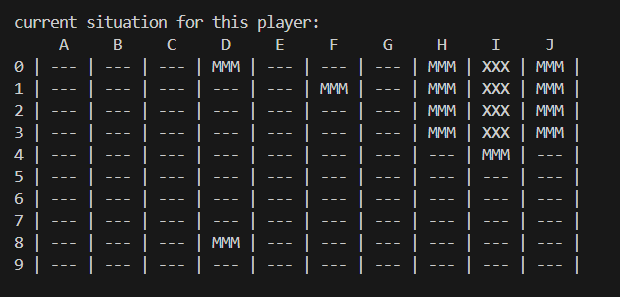 current situation for this player:
A B C D E F G H I J
0 | --- | --- | --- | MMM | --- | --- | --- | MMM | XXX | MMM |
1 | --- | --- | --- | --- | --- | MMM | --- | MMM | XXX | MMM |
2 | --- | --- | --- | --- | --- | --- | --- | MMM | XXX | MMM |
3 | --- | --- | --- | --- | --- | --- | --- | MMM | XXX | MMM |
4 | --- | --- | --- | --- | --- | --- | --- | --- | MMM | --- |
5 | --- | --- | --- | --- | --- | --- | --- | --- | --- | --- |
6 | --- | --- | --- | --- | --- | --- | --- | --- | --- | --- |
7 | --- | --- | --- | --- | --- | --- | --- | --- | --- | --- |
8 | --- | --- | --- | MMM | --- | --- | --- | --- | --- | --- |
9 | --- | --- | --- | --- | --- | --- | --- | --- | --- | --- |